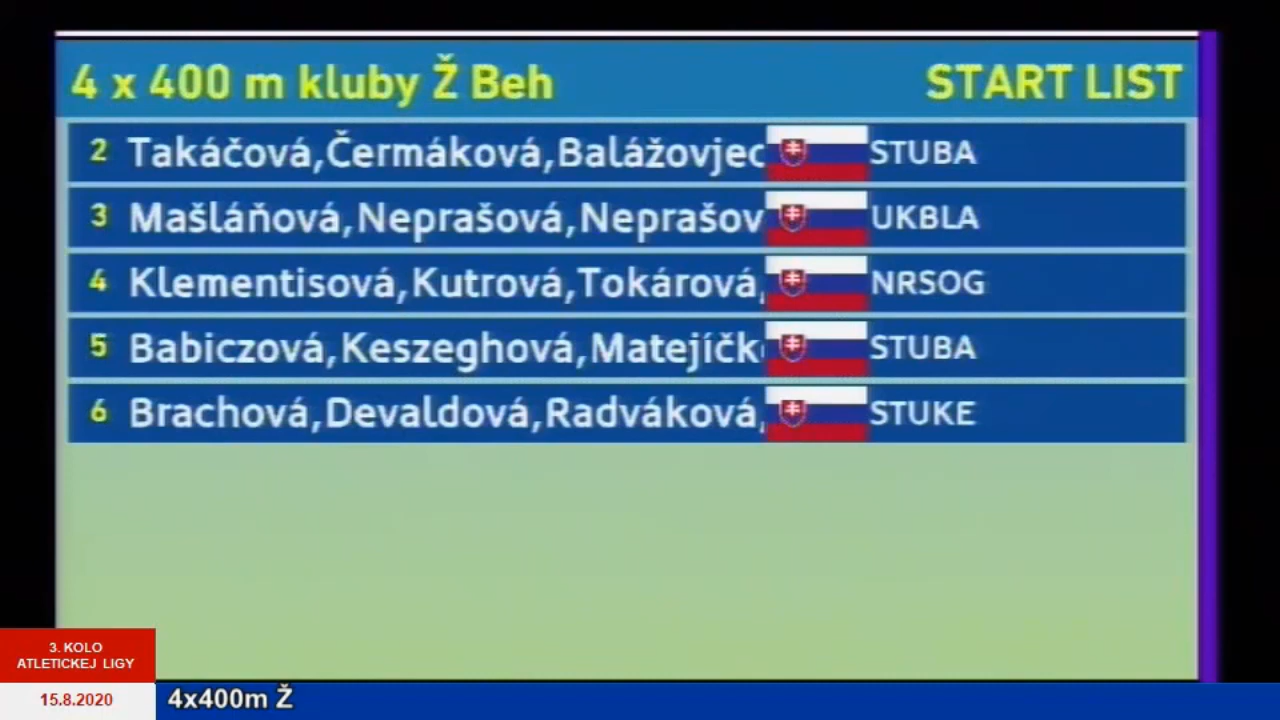 4 x 400 m kluby Ž Beh START LIST
2 Takáčová,Čermáková,Balážovjec STUBA
3 Mašláňová,Neprašová,Neprašov UKBLA
4 Klementisová,Kutrová,Tokárová, NRSOG
5 Babiczová,Keszeghová,Matejíčk STUBA
6 Brachová,Devaldová,Radváková, STUKE
3. KOLO
ATLETICKEJ LIGY
15.8.2020
4x400m Ž